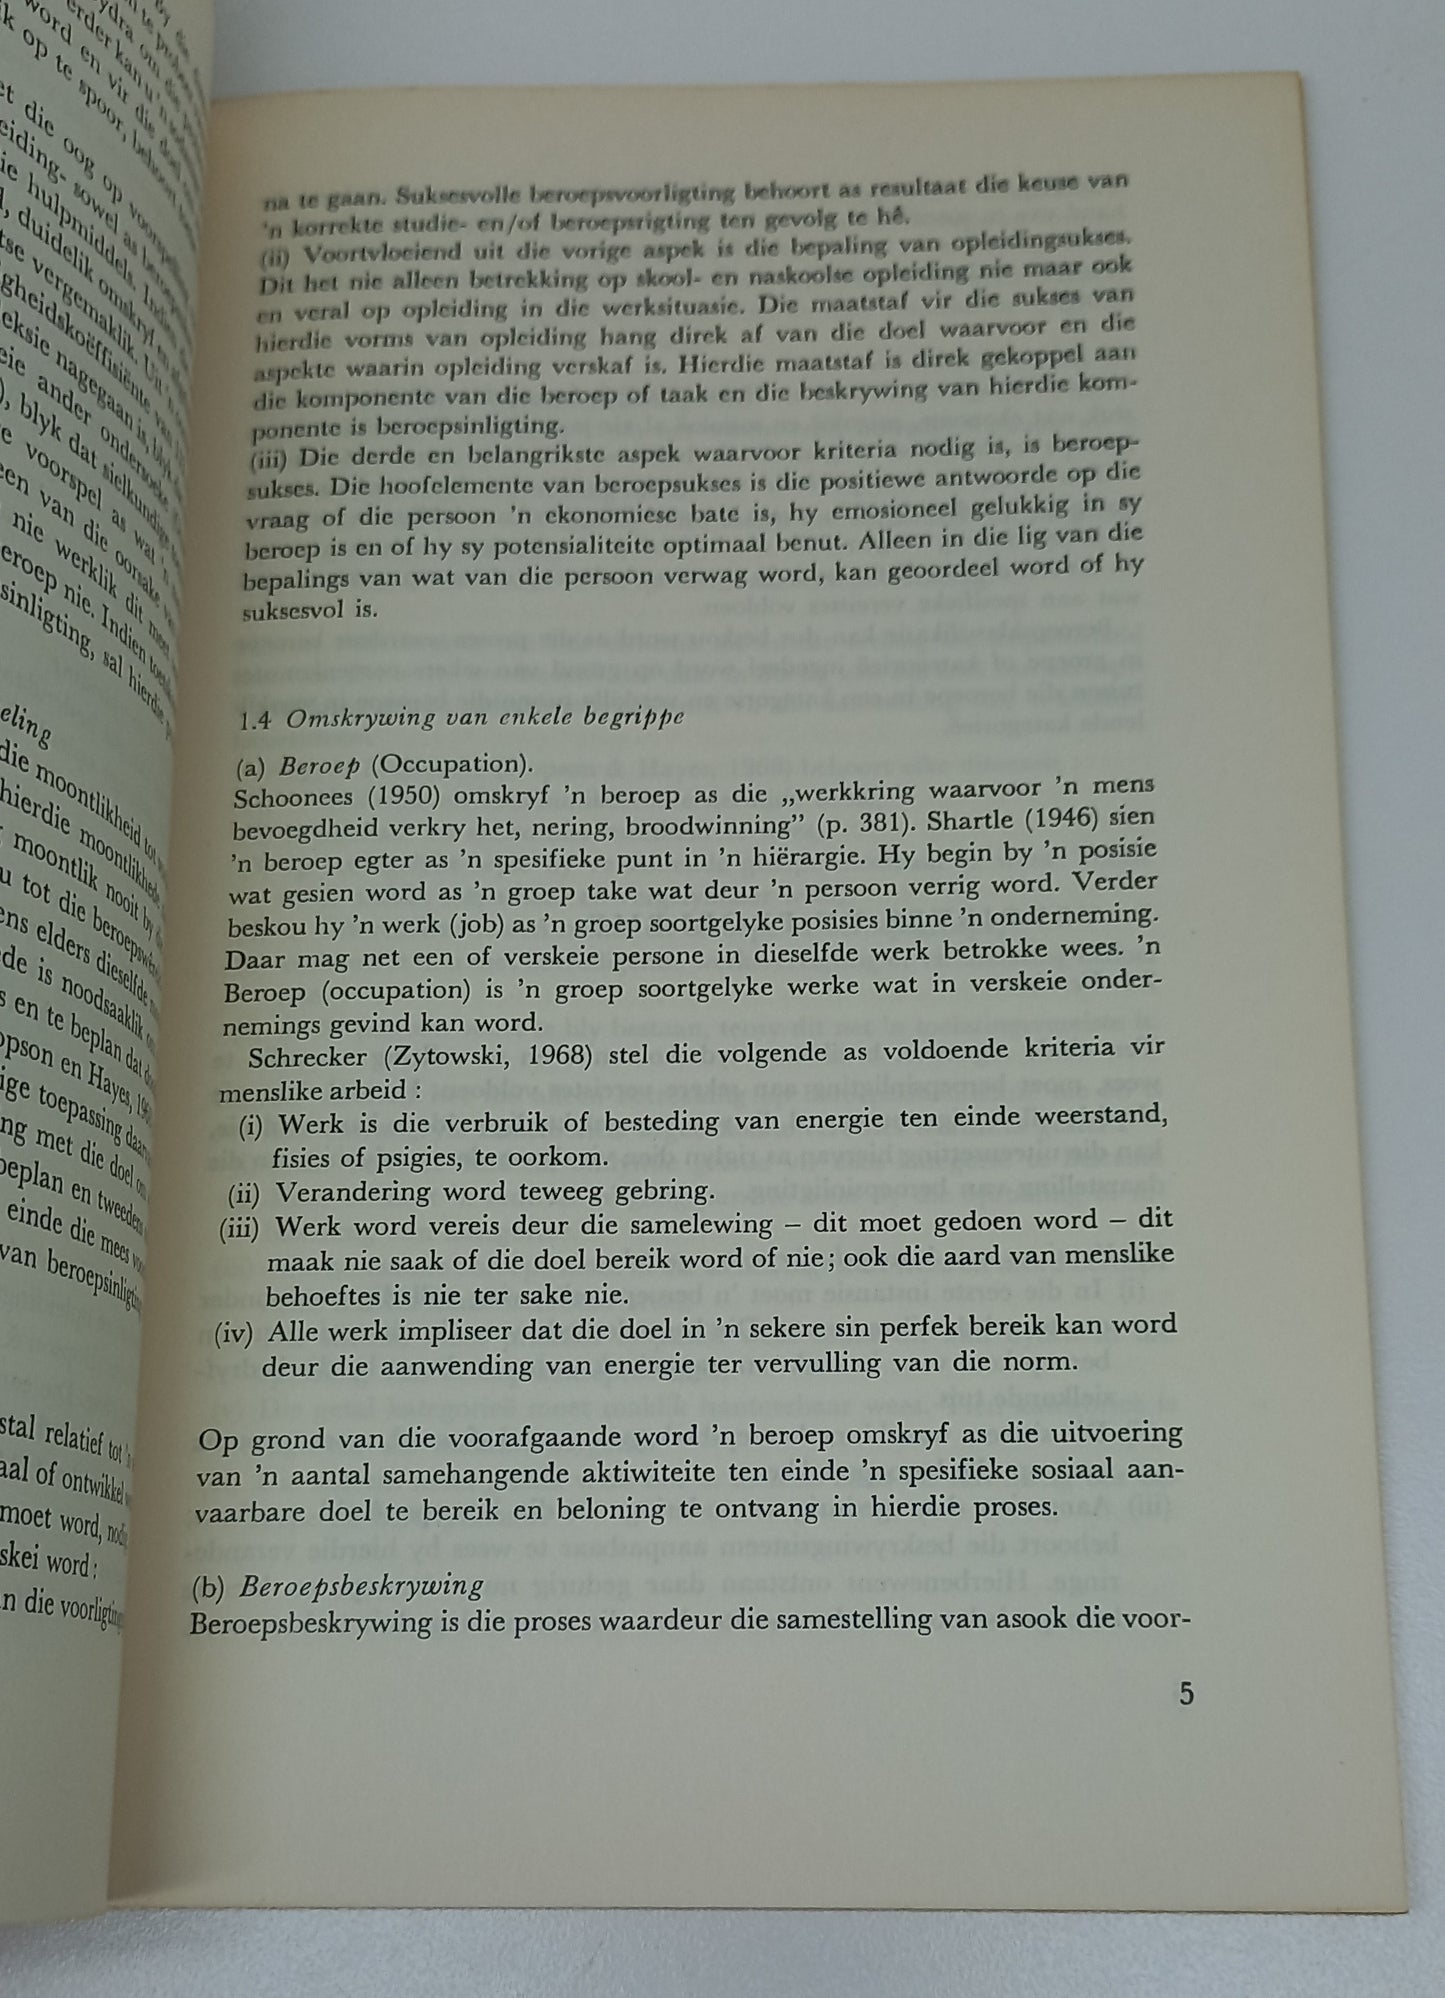 na te gaan. Suksesvolle beroepsvoorligting behoort as resultaat die keuse van
'n korrekte studie- en/of beroepsrigting ten gevolg te hê.
(ii) Voortvloeiend uit die vorige aspek is die bepaling van opleidingsukses.
Dit het nie alleen betrekking op skool- en naskoolse opleiding nie maar ook
en veral op opleiding in die werksituasie. Die maatstaf vir die sukses van
hierdie vorms van opleiding hang direk af van die doel waarvoor en die
aspekte waarin opleiding verskaf is. Hierdie maatstaf is direk gekoppel aan
die komponente van die beroep of taak en die beskrywing van hierdie kom-
ponente is beroepsinligting.
(iii) Die derde en belangrikste aspek waarvoor kriteria nodig is, is beroep-
sukses. Die hoofelemente van beroepsukses is die positiewe antwoorde op die
vraag of die persoon 'n ekonomiese bate is, hy emosioneel gelukkig in sy
beroep is en of hy sy potensialiteite optimaal benut. Alleen in die lig van die
bepalings van wat van die persoon verwag word, kan geoordeel word of hy
suksesvol is.
1.4 Omskrywing van enkele begrippe
(a) Beroep (Occupation).
Schoonees (1950) omskryf 'n beroep as die „werkkring waarvoor 'n mens
bevoegdheid verkry het, nering, broodwinning” (p. 381). Shartle (1946) sien
'n beroep egter as 'n spesifieke punt in 'n hiërargie. Hy begin by 'n posisie
wat gesien word as 'n groep take wat deur 'n persoon verrig word. Verder
beskou hy 'n werk (job) as 'n groep soortgelyke posisies binne 'n onderneming.
Daar mag net een of verskeie persone in dieselfde werk betrokke wees. 'n
Beroep (occupation) is 'n groep soortgelyke werke wat in verskeie onder-
nemings gevind kan word.
Schrecker (Zytowski, 1968) stel die volgende as voldoende kriteria vir
menslike arbeid :
(i) Werk is die verbruik of besteding van energie ten einde weerstand,
fisies of psigies, te oorkom.
(ii) Verandering word teweeg gebring.
(iii) Werk word vereis deur die samelewing – dit moet gedoen word – dit
maak nie saak of die doel bereik word of nie; ook die aard van menslike
behoeftes is nie ter sake nie.
(iv) Alle werk impliseer dat die doel in 'n sekere sin perfek bereik kan word
deur die aanwending van energie ter vervulling van die norm.
Op grond van die voorafgaande word 'n beroep omskryf as die uitvoering
van 'n aantal samehangende aktiwiteite ten einde 'n spesifieke sosiaal aan-
vaarbare doel te bereik en beloning te ontvang in hierdie proses.
(b) Beroepsbeskrywing
Beroepsbeskrywing is die proses waardeur die samestelling van asook die voor-
5